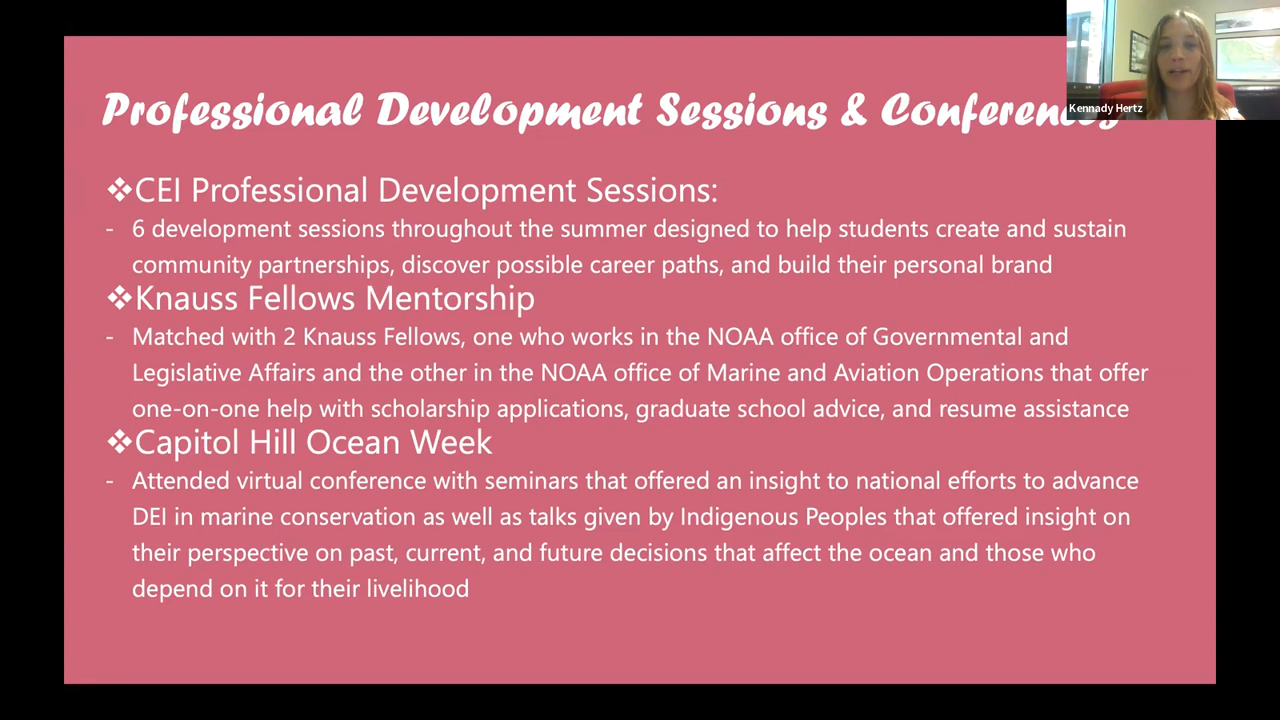 Professional Development Sessions & Conferences
Kennady Hertz
❖CEI Professional Development Sessions:
- 6 development sessions throughout the summer designed to help students create and sustain
community partnerships, discover possible career paths, and build their personal brand
❖Knauss Fellows Mentorship
- Matched with 2 Knauss Fellows, one who works in the NOAA office of Governmental and
Legislative Affairs and the other in the NOAA office of Marine and Aviation Operations that offer
one-on-one help with scholarship applications, graduate school advice, and resume assistance
❖Capitol Hill Ocean Week
- Attended virtual conference with seminars that offered an insight to national efforts to advance
DEI in marine conservation as well as talks given by Indigenous Peoples that offered insight on
their perspective on past, current, and future decisions that affect the ocean and those who
depend on it for their livelihood